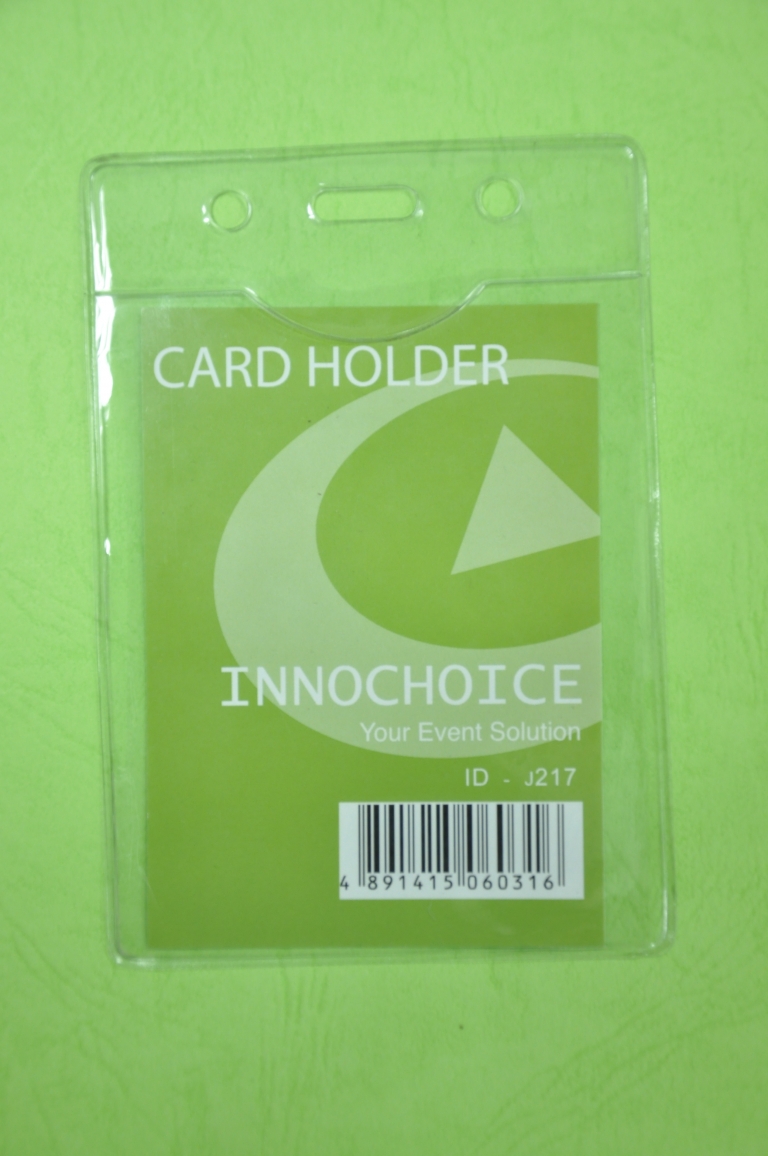 CARD HOLDER
INNOCHOICE
Your Event Solution
ID - J217
4 891415 060316